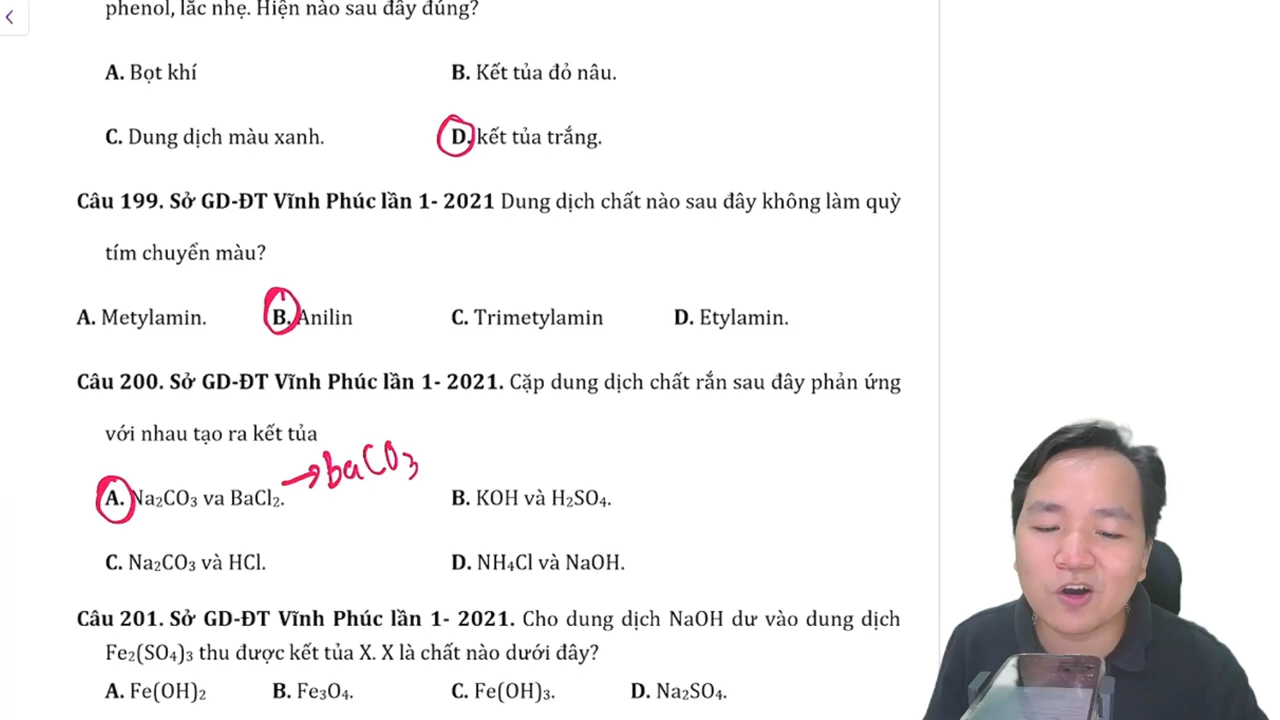 phenol, lắc nhẹ. Hiện nào sau đây đúng?
A. Bọt khí
B. Kết tủa đỏ nâu.
C. Dung dịch màu xanh.
D. kết tủa trắng.
Câu 199. Sở GD-ĐT Vĩnh Phúc lần 1- 2021 Dung dịch chất nào sau đây không làm quỳ
tím chuyển màu?
A. Metylamin. B. Anilin C. Trimetylamin D. Etylamin.
Câu 200. Sở GD-ĐT Vĩnh Phúc lần 1- 2021. Cặp dung dịch chất rắn sau đây phản ứng
với nhau tạo ra kết tủa
→ baCO3
A. Na₂CO₃ va BaCl₂.
B. KOH và H₂SO₄.
C. Na₂CO₃ và HCl.
D. NH₄Cl và NaOH.
Câu 201. Sở GD-ĐT Vĩnh Phúc lần 1- 2021. Cho dung dịch NaOH dư vào dung dịch
Fe₂(SO₄)₃ thu được kết tủa X. X là chất nào dưới đây?
A. Fe(OH)₂ B. Fe₃O₄. C. Fe(OH)₃. D. Na₂SO₄.